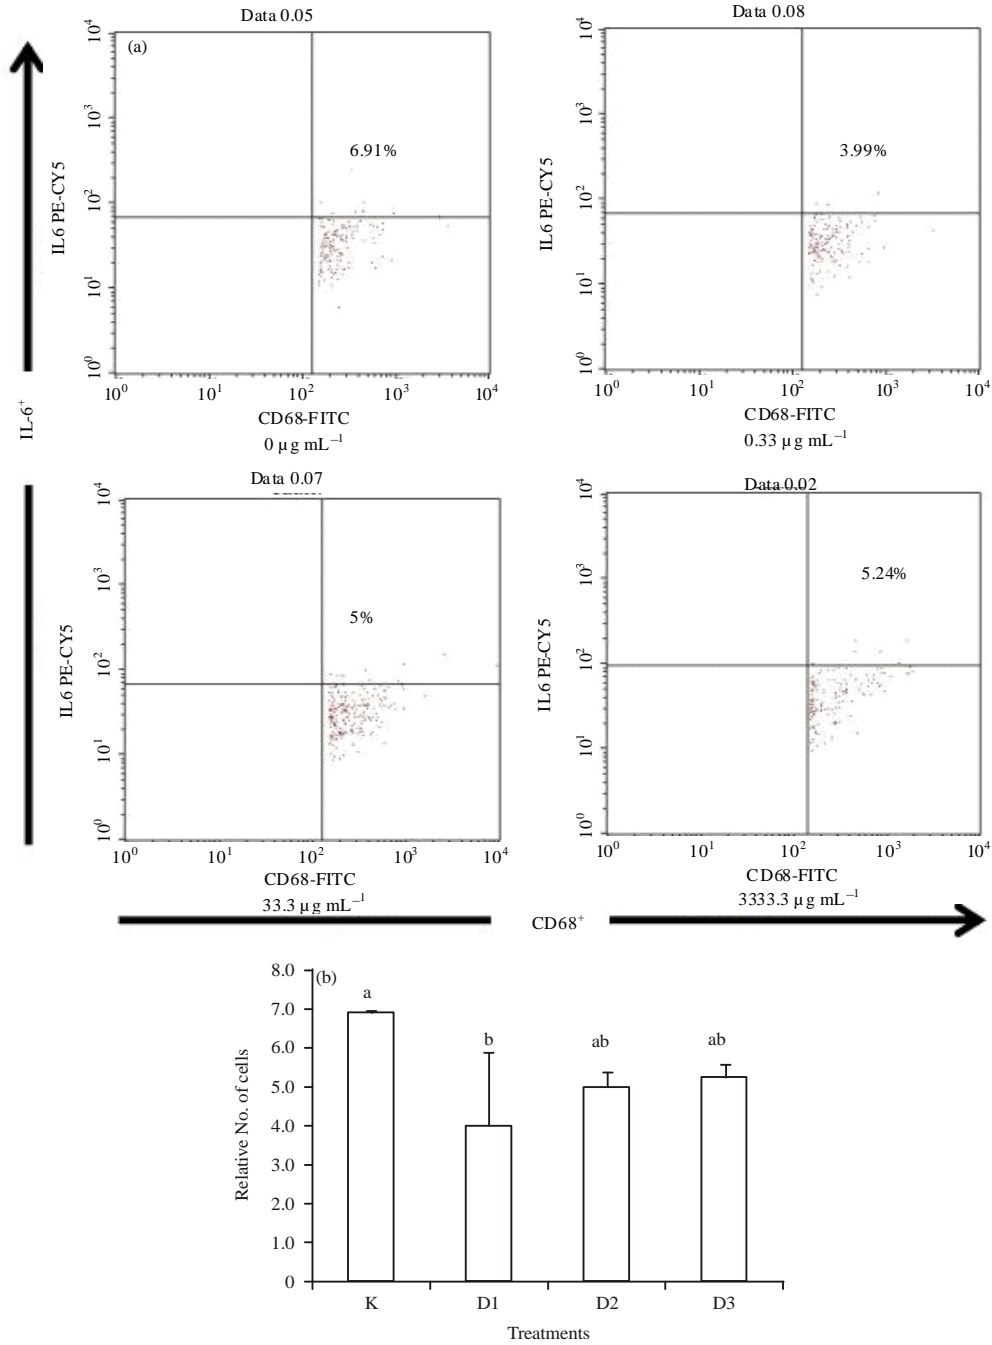 Data 0.05
(a)
6.91%
10⁴
10³
10²
10¹
10⁰
IL6 PE-CY5
10⁰ 10¹ 10² 10³ 10⁴
CD68-FITC
0 µg mL⁻¹
Data 0.08
3.99%
10⁴
10³
10²
10¹
10⁰
IL6 PE-CY5
10⁰ 10¹ 10² 10³ 10⁴
CD68-FITC
0.33 µg mL⁻¹
IL-6⁺
Data 0.07
5%
10⁴
10³
10²
10¹
10⁰
IL6 PE-CY5
10⁰ 10¹ 10² 10³ 10⁴
CD68-FITC
33.3 µg mL⁻¹
Data 0.02
5.24%
10⁴
10³
10²
10¹
10⁰
IL6 PE-CY5
10⁰ 10¹ 10² 10³ 10⁴
CD68-FITC
3333.3 µg mL⁻¹
CD68⁺
(b)
8.0
7.0
6.0
5.0
4.0
3.0
2.0
1.0
0
Relative No. of cells
a
b
ab
ab
K D1 D2 D3
Treatments